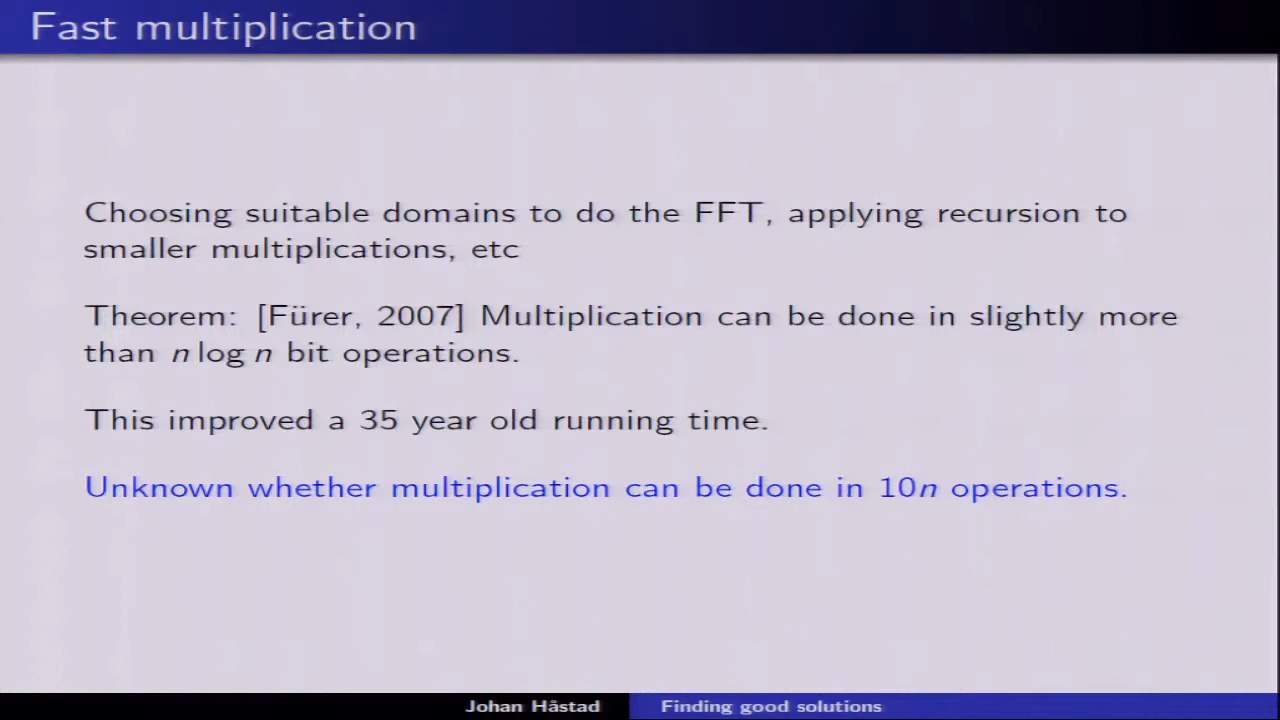 Fast multiplication
Choosing suitable domains to do the FFT, applying recursion to
smaller multiplications, etc
Theorem: [Fürer, 2007] Multiplication can be done in slightly more
than n log n bit operations.
This improved a 35 year old running time.
Unknown whether multiplication can be done in 10n operations.
Johan Håstad
Finding good solutions